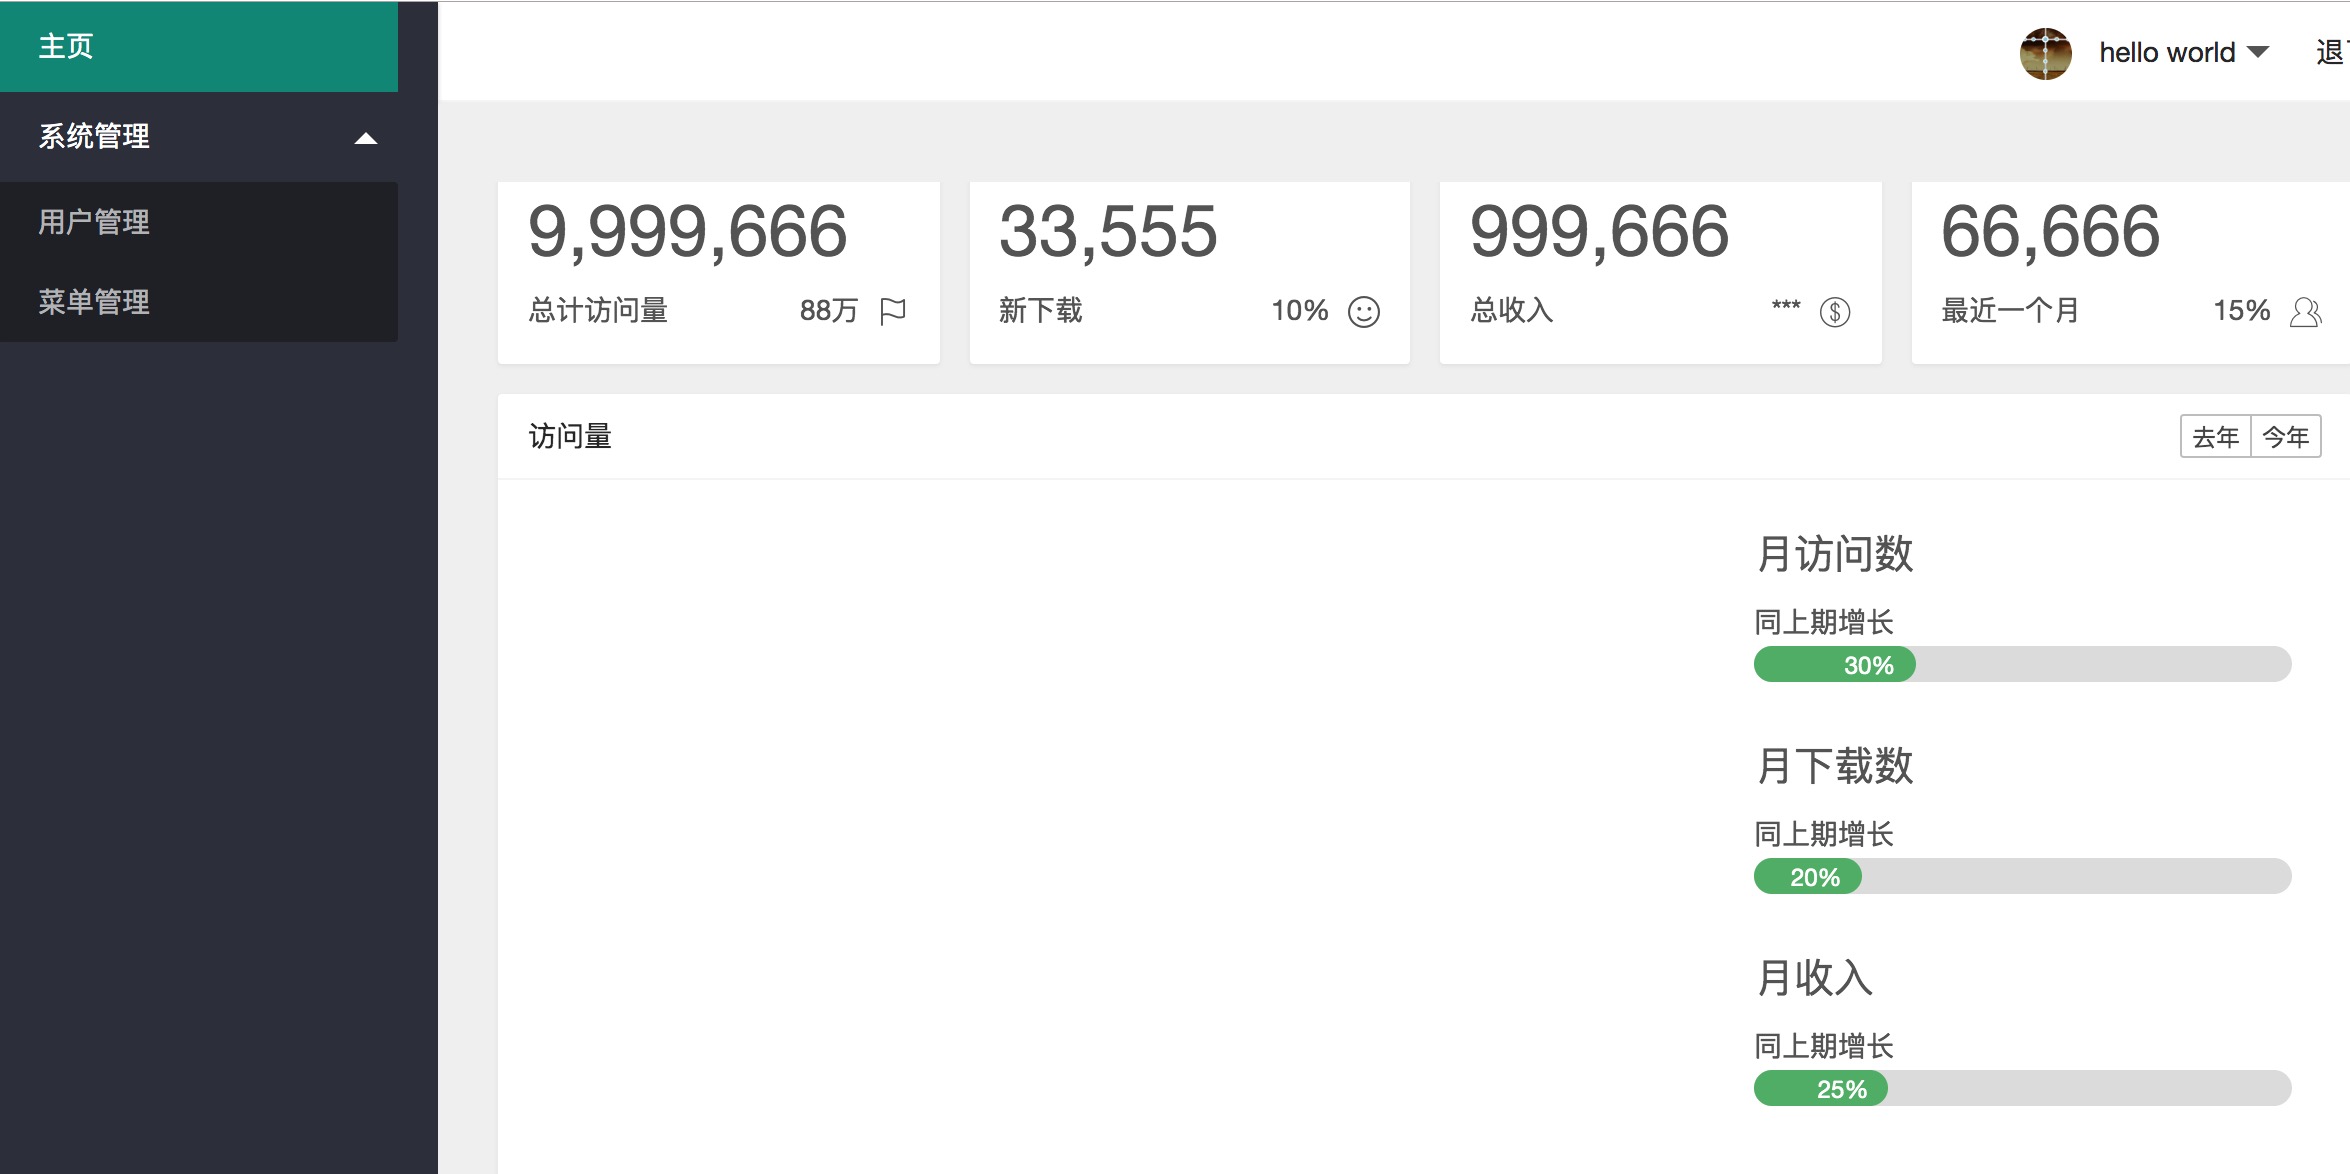 主页
系统管理
用户管理
菜单管理
hello world
退
9,999,666
总计访问量 88万
33,555
新下载 10%
999,666
总收入 ***
66,666
最近一个月 15%
访问量
去年 今年
月访问数
同上期增长
30%
月下载数
同上期增长
20%
月收入
同上期增长
25%